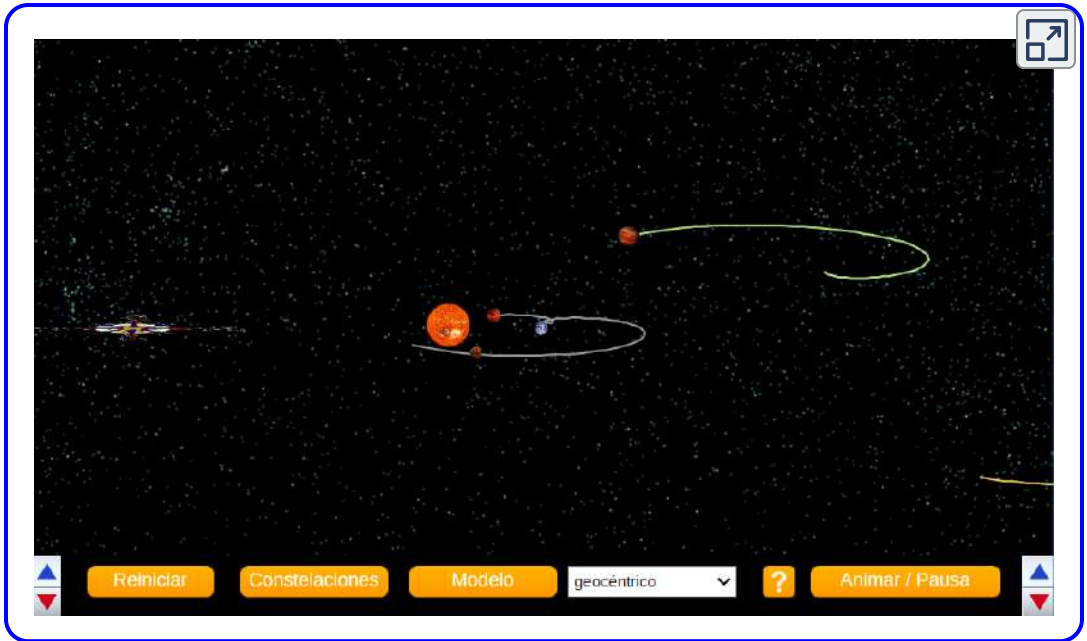 Reiniciar
Constelaciones
Modelo
geocéntrico
?
Animar / Pausa